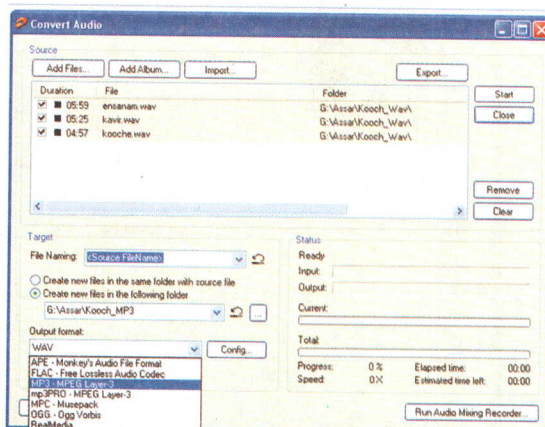 Convert Audio
Source
Add Files...
Add Album...
Import...
Export...
Duration File Folder
05:59 ensanam.wav G:\Assar\Kooch_Wav\
05:25 kavir.wav G:\Assar\Kooch_Wav\
04:57 kooche.wav G:\Assar\Kooch_Wav\
Start
Close
Remove
Clear
Target
File Naming: <Source FileName>
Create new files in the same folder with source file
Create new files in the following folder
G:\Assar\Kooch_MP3
...
Output format:
WAV
Config...
APE - Monkey's Audio File Format
FLAC - Free Lossless Audio Codec
MP3 - MPEG Layer-3
mp3PRO - MPEG Layer-3
MPC - Musepack
OGG - Ogg Vorbis
RealMedia
Status
Ready
Input:
Output:
Current:
Total:
Progress: 0 % Elapsed time: 00:00
Speed: 0X Estimated time left: 00:00
Run Audio Mixing Recorder...